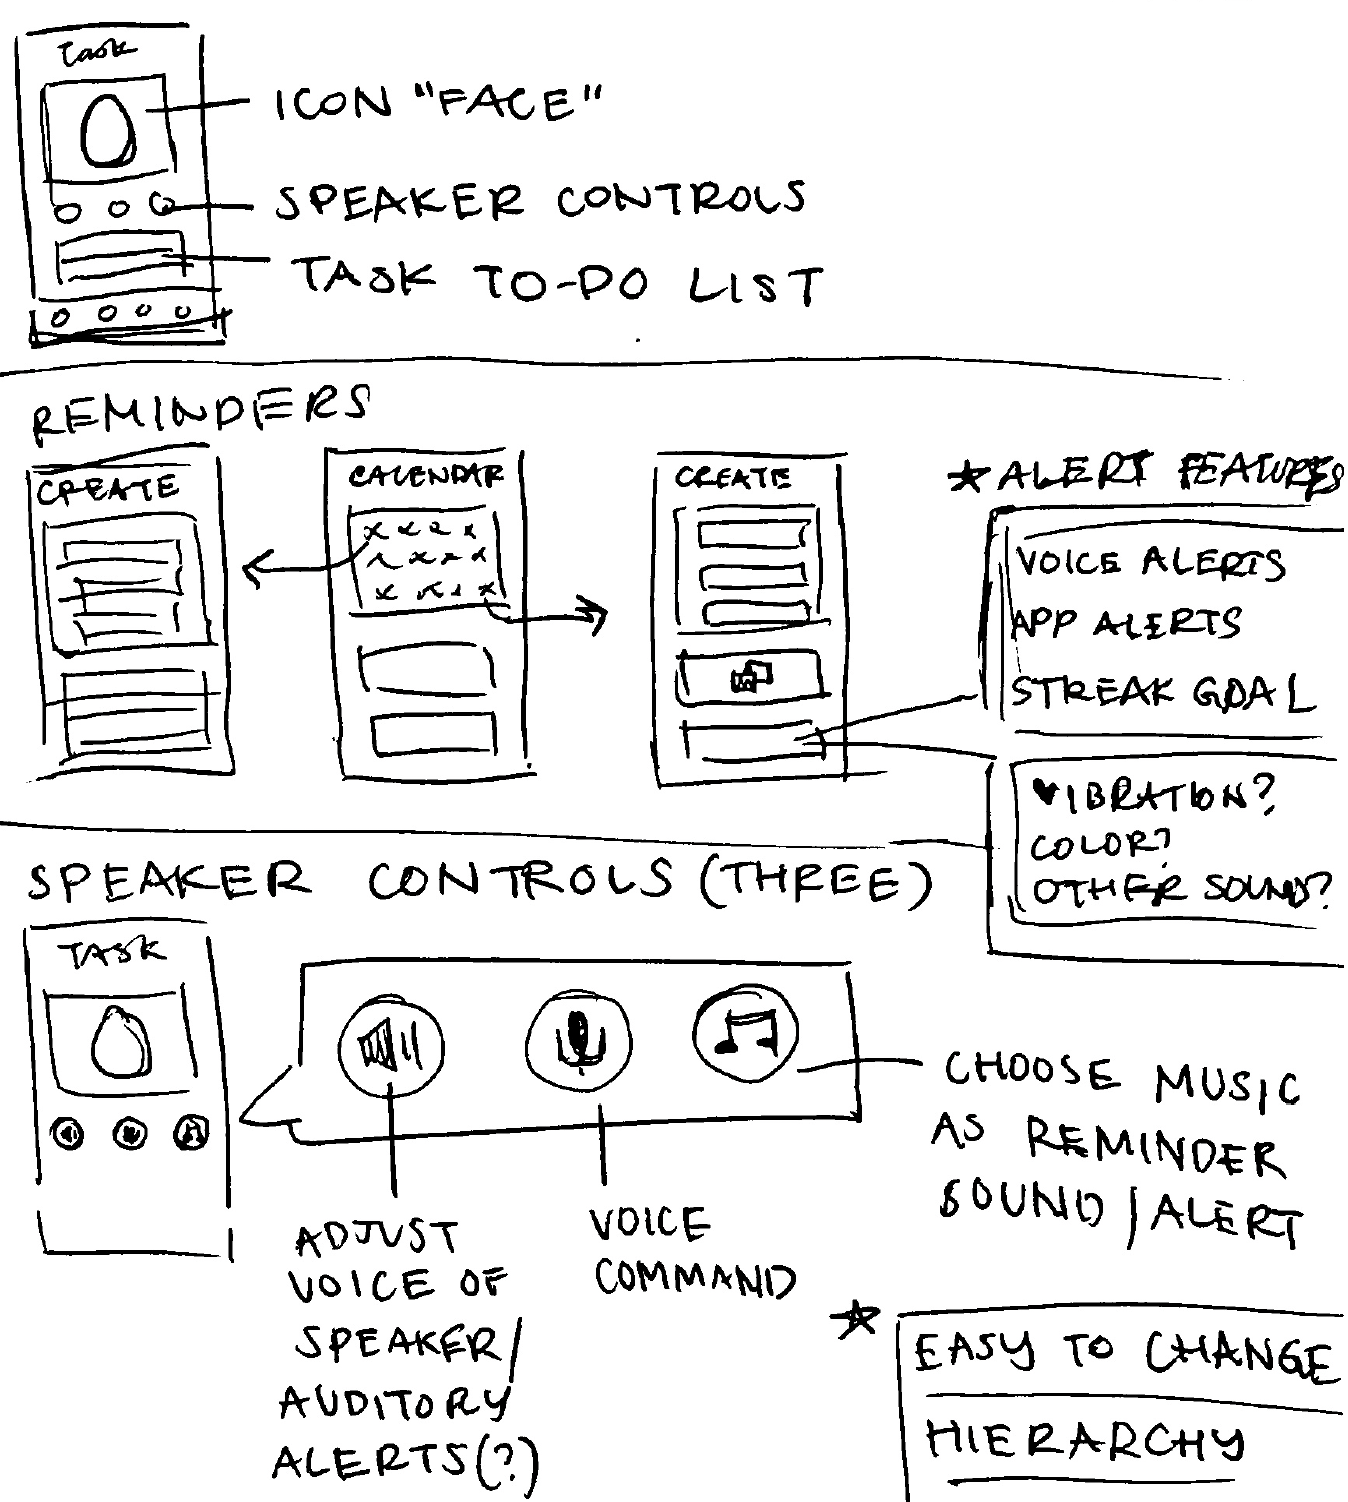 Task
ICON "FACE"
SPEAKER CONTROLS
TASK TO-DO LIST
REMINDERS
CREATE
CALENDAR
CREATE
ALERT FEATURES
VOICE ALERTS
APP ALERTS
STREAK GOAL
VIBRATION?
COLOR?
OTHER SOUND?
SPEAKER CONTROLS (THREE)
TASK
CHOOSE MUSIC
AS REMINDER
SOUND / ALERT
ADJUST
VOICE OF
SPEAKER/
AUDITORY
ALERTS(?)
VOICE
COMMAND
EASY TO CHANGE
HIERARCHY